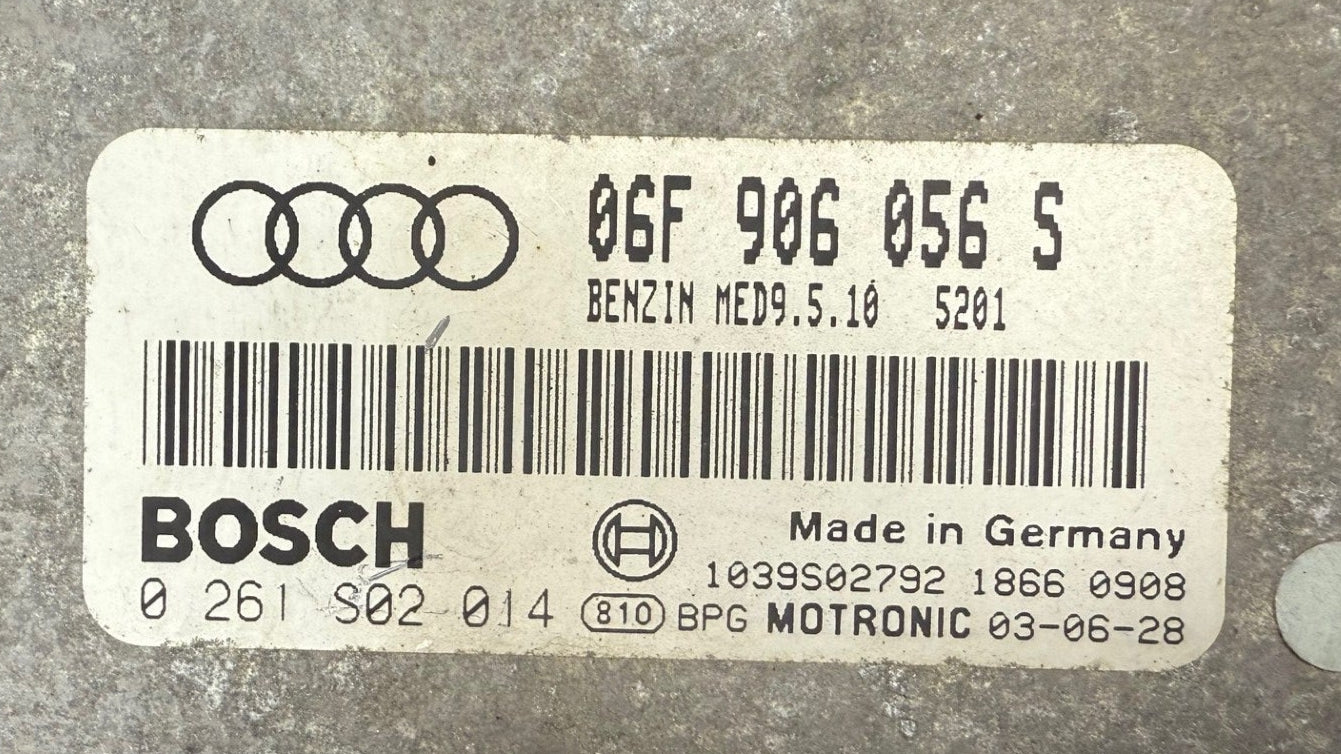 06F 906 056 S
BENZIN MED9.5.10 5201
BOSCH
Made in Germany
1039S02792 1866 0908
0 261 S02 014 810 BPG MOTRONIC 03-06-28